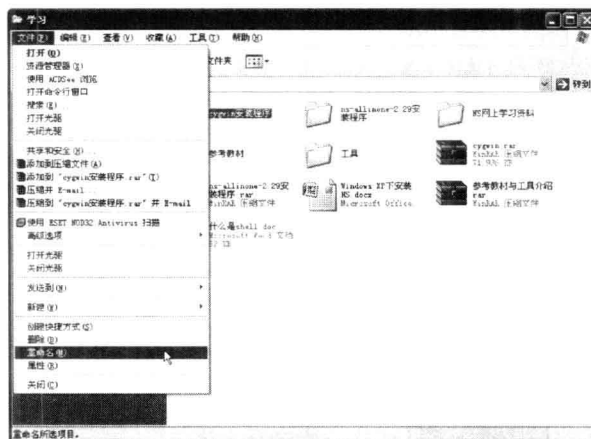 学习
文件(F) 编辑(E) 查看(V) 收藏(A) 工具(T) 帮助(H)
打开(O)
资源管理器(X)
使用 ACDSee 浏览
打开命令行窗口
搜索(E)...
打开光驱
关闭光驱
共享和安全(H)...
添加到压缩文件(A)...
添加到 "cygwin安装程序.rar"(T)
压缩并 E-mail...
压缩到 "cygwin安装程序.rar" 并 E-mail
使用 ESET NOD32 Antivirus 扫描
高级选项
打开光驱
关闭光驱
发送到(N)
新建(W)
创建快捷方式(S)
删除(D)
重命名(M)
属性(R)
关闭(C)
文件夹
转到
cygwin安装程序
ns-allinone-2.29安
装程序
NS网上学习资料
参考教材
工具
cygwin.rar
WinRAR 压缩文件
ns-allinone-2.29安
装程序.rar
WinRAR 压缩文件
Windows XP下安装
NS.docx
Microsoft Office
参考教材与工具介绍
rar
WinRAR 压缩文件
什么是shell.doc
Microsoft Word 文档
重命名所选项目。